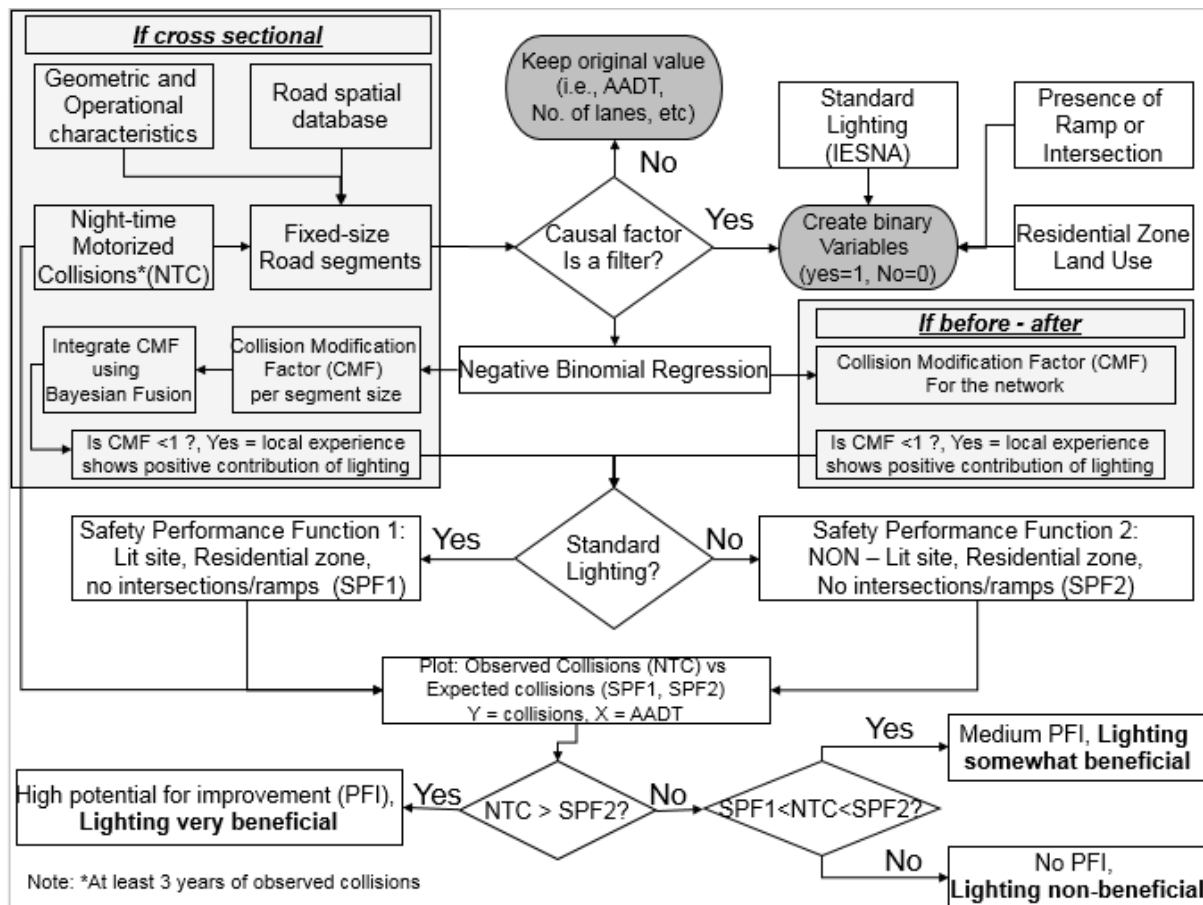 If cross sectional
Geometric and
Operational
characteristics
Road spatial
database
Keep original value
(i.e., AADT,
No. of lanes, etc)
Standard
Lighting
(IESNA)
Presence of
Ramp or
Intersection
No
Night-time
Motorized
Collisions*(NTC)
Fixed-size
Road segments
Causal factor
Is a filter?
Yes
Create binary
Variables
(yes=1, No=0)
Residential Zone
Land Use
If before - after
Integrate CMF
using
Bayesian Fusion
Collision Modification
Factor (CMF)
per segment size
Negative Binomial Regression
Collision Modification Factor (CMF)
For the network
Is CMF <1 ?, Yes = local experience
shows positive contribution of lighting
Is CMF <1 ?, Yes = local experience
shows positive contribution of lighting
Safety Performance Function 1:
Lit site, Residential zone,
no intersections/ramps (SPF1)
Yes
Standard
Lighting?
No
Safety Performance Function 2:
NON – Lit site, Residential zone,
No intersections/ramps (SPF2)
Plot: Observed Collisions (NTC) vs
Expected collisions (SPF1, SPF2)
Y = collisions, X = AADT
High potential for improvement (PFI),
Lighting very beneficial
Yes
NTC > SPF2?
No
SPF1<NTC<SPF2?
Yes
Medium PFI, Lighting
somewhat beneficial
No
No PFI,
Lighting non-beneficial
Note: *At least 3 years of observed collisions